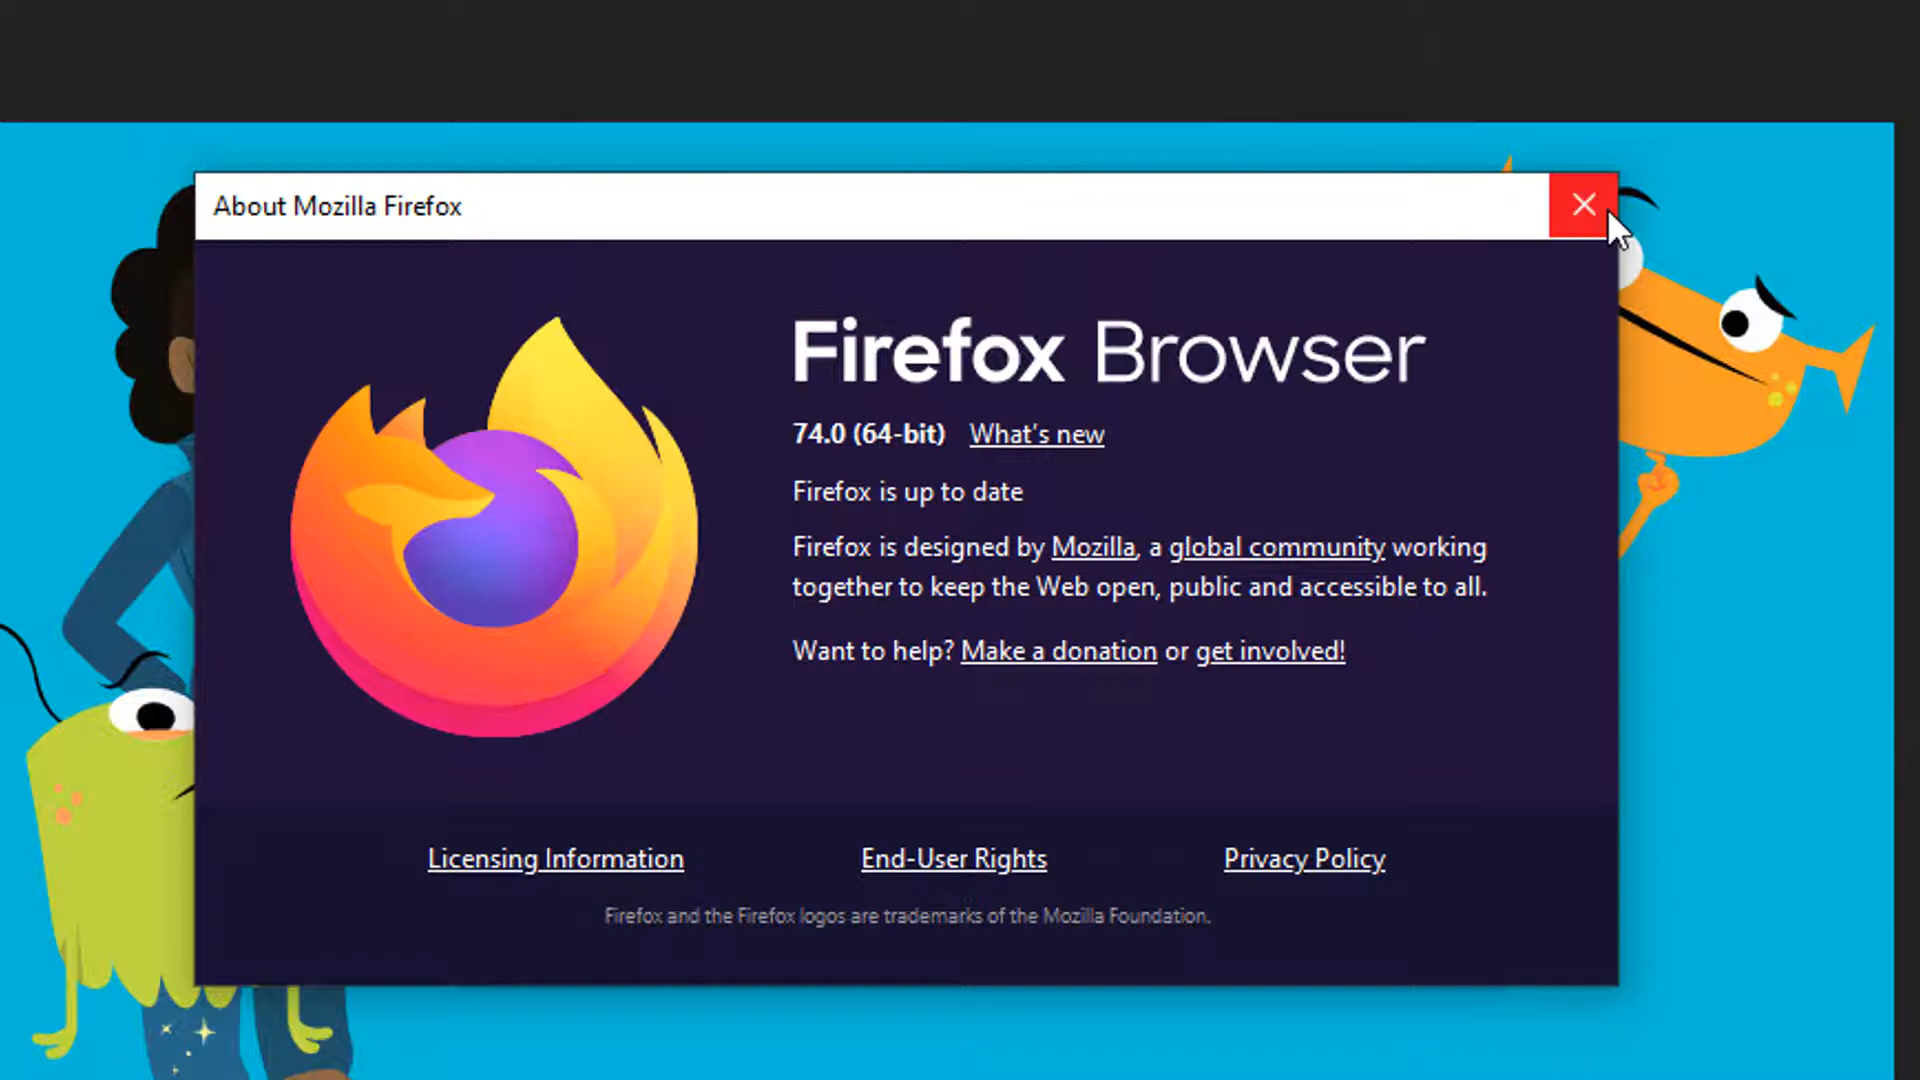 About Mozilla Firefox
Firefox Browser
74.0 (64-bit) What's new
Firefox is up to date
Firefox is designed by Mozilla, a global community working
together to keep the Web open, public and accessible to all.
Want to help? Make a donation or get involved!
Licensing Information End-User Rights Privacy Policy
Firefox and the Firefox logos are trademarks of the Mozilla Foundation.